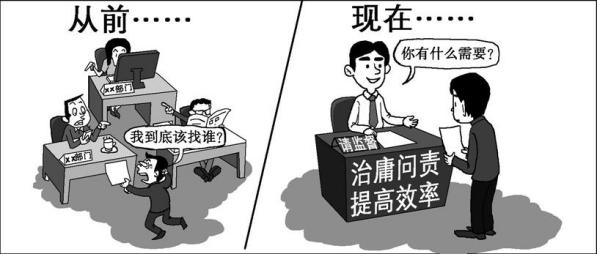 从前……
××部门
××部门
我到底该找谁?
现在……
你有什么需要?
请监督
治庸问责
提高效率